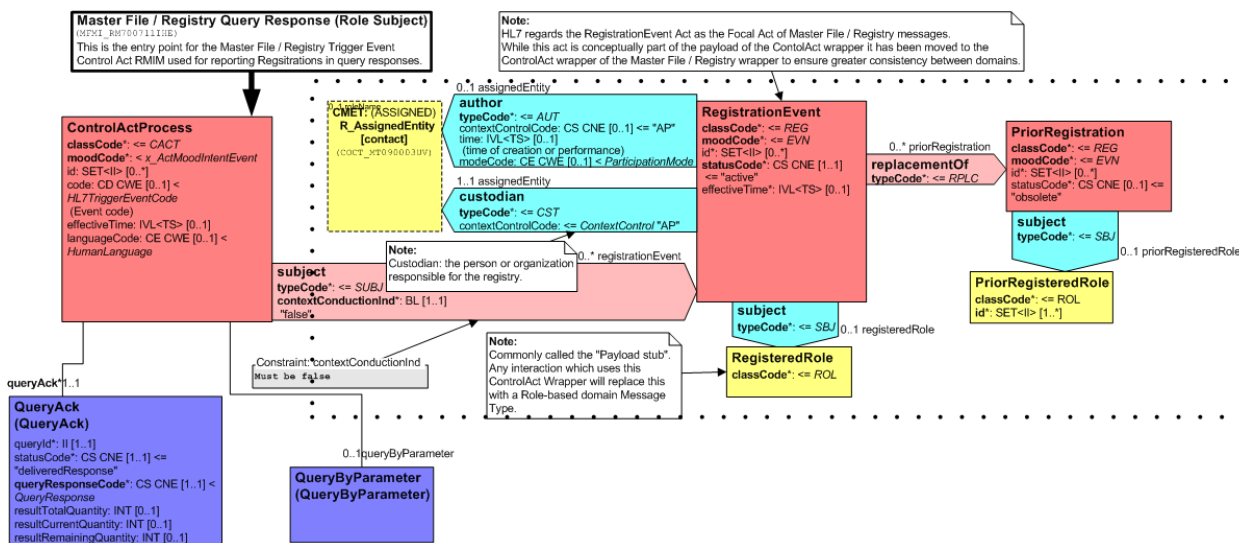 Master File / Registry Query Response (Role Subject)
(MFMI_RM700711IHE)
This is the entry point for the Master File / Registry Trigger Event
Control Act RMIM used for reporting Regsitrations in query responses.
Note:
HL7 regards the RegistrationEvent Act as the Focal Act of Master File / Registry messages.
While this act is conceptually part of the payload of the ContolAct wrapper it has been moved to the
ControlAct wrapper of the Master File / Registry wrapper to ensure greater consistency between domains.
ControlActProcess
classCode*: <= CACT
moodCode*: <= x_ActMoodIntentEvent
id: SET<II> [0..*]
code: CD CWE [0..1] <
HL7TriggerEventCode
(Event code)
effectiveTime: IVL<TS> [0..1]
languageCode: CE CWE [0..1] <
HumanLanguage
CMET: (ASSIGNED)
R_AssignedEntity
[contact]
(COCT_MT090003UV)
0..1 assignedEntity
author
typeCode*: <= AUT
contextControlCode: CS CNE [0..1] <= "AP"
time: IVL<TS> [0..1]
(time of creation or performance)
modeCode: CE CWE [0..1] < ParticipationMode
1..1 assignedEntity
custodian
typeCode*: <= CST
contextControlCode: <= ContextControl "AP"
RegistrationEvent
classCode*: <= REG
moodCode*: <= EVN
id*: SET<II> [0..*]
statusCode*: CS CNE [1..1]
<= "active"
effectiveTime*: IVL<TS> [0..1]
0..* priorRegistration
replacementOf
typeCode*: <= RPLC
PriorRegistration
classCode*: <= REG
moodCode*: <= EVN
id*: SET<II> [0..*]
statusCode*: CS CNE [0..1] <=
"obsolete"
subject
typeCode*: <= SBJ
0..1 priorRegisteredRole
PriorRegisteredRole
classCode*: <= ROL
id*: SET<II> [1..*]
Note:
Custodian: the person or organization
responsible for the registry.
0..* registrationEvent
subject
typeCode*: <= SUBJ
contextConductionInd*: BL [1..1]
"false"
subject
typeCode*: <= SBJ
0..1 registeredRole
RegisteredRole
classCode*: <= ROL
Note:
Commonly called the "Payload stub".
Any interaction which uses this
ControlAct Wrapper will replace this
with a Role-based domain Message
Type.
Constraint: contextConductionInd
Must be false
queryAck*1..1
QueryAck
(QueryAck)
queryId*: II [1..1]
statusCode*: CS CNE [1..1] <=
"deliveredResponse"
queryResponseCode*: CS CNE [1..1] <
QueryResponse
resultTotalQuantity: INT [0..1]
resultCurrentQuantity: INT [0..1]
resultRemainingQuantity: INT [0..1]
0..1queryByParameter
QueryByParameter
(QueryByParameter)